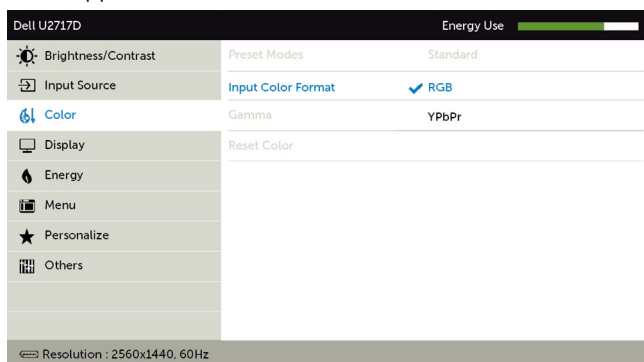 Dell U2717D Energy Use
Brightness/Contrast Preset Modes Standard
Input Source Input Color Format RGB
Color Gamma YPbPr
Display Reset Color
Energy
Menu
Personalize
Others
Resolution : 2560x1440, 60Hz